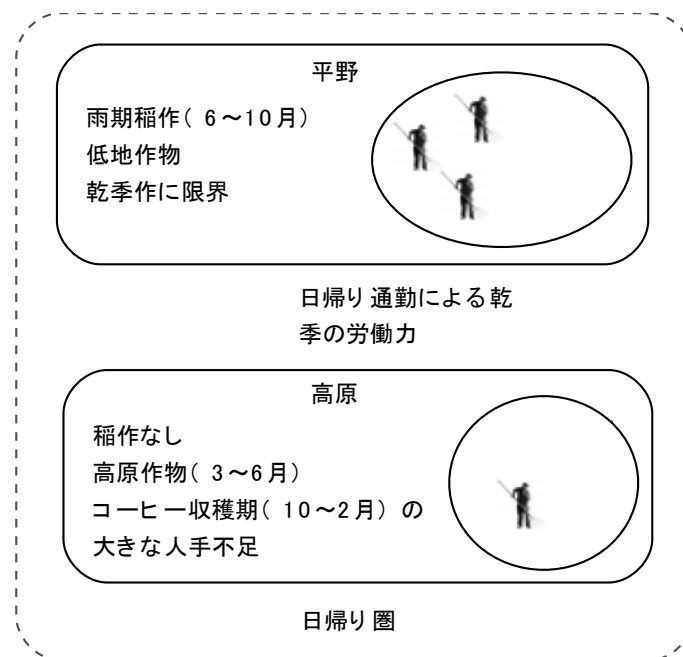 平野
雨期稲作( 6～10月)
低地作物
乾季作に限界
日帰り通勤による乾
季の労働力
高原
稲作なし
高原作物( 3～6月)
コーヒー収穫期( 10～2月) の
大きな人手不足
日帰り圏